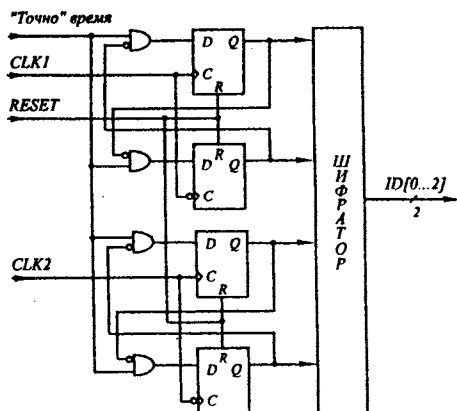 "Точно" время
CLK1
RESET
D Q
C
R
R
D Q
C
CLK2
D Q
C
R
R
D Q
C
ШИФРАТОР
ID[0...2]
2